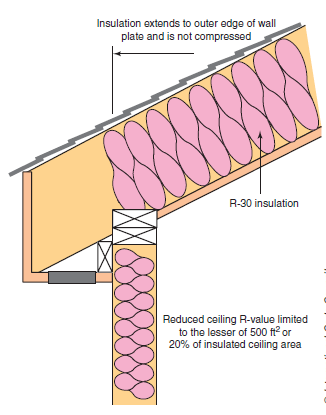 Insulation extends to outer edge of wall
plate and is not compressed
R-30 insulation
Reduced ceiling R-value limited
to the lesser of 500 ft² or
20% of insulated ceiling area